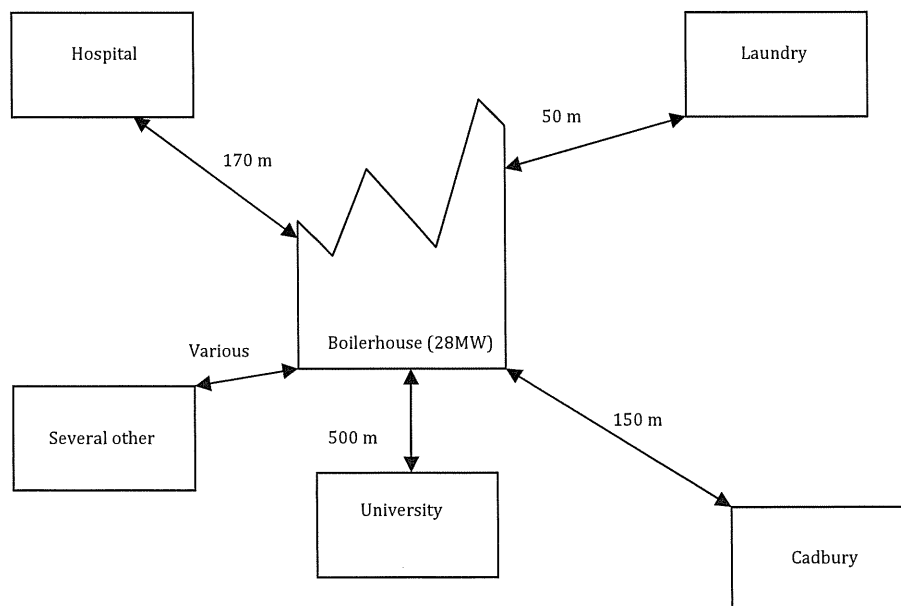 Hospital
Laundry
50 m
170 m
Boilerhouse (28MW)
Various
150 m
Several other
500 m
University
Cadbury